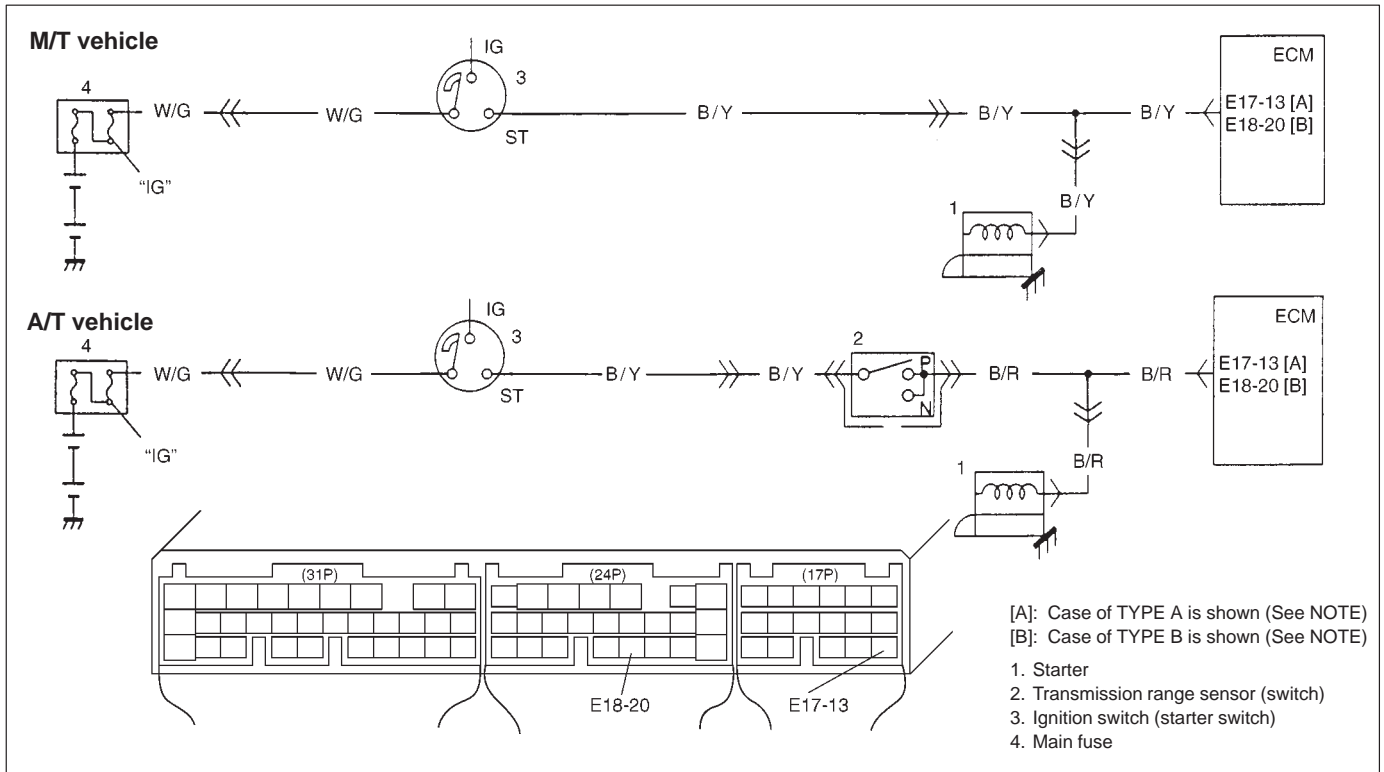 M/T vehicle
IG
4
3
ECM
W/G
W/G
B/Y
B/Y
B/Y
E17-13 [A]
E18-20 [B]
ST
"IG"
B/Y
1
A/T vehicle
IG
4
3
2
ECM
W/G
W/G
B/Y
B/Y
P
B/R
B/R
E17-13 [A]
E18-20 [B]
ST
N
"IG"
B/R
1
(31P)
(24P)
(17P)
E18-20
E17-13
[A]: Case of TYPE A is shown (See NOTE)
[B]: Case of TYPE B is shown (See NOTE)
1. Starter
2. Transmission range sensor (switch)
3. Ignition switch (starter switch)
4. Main fuse